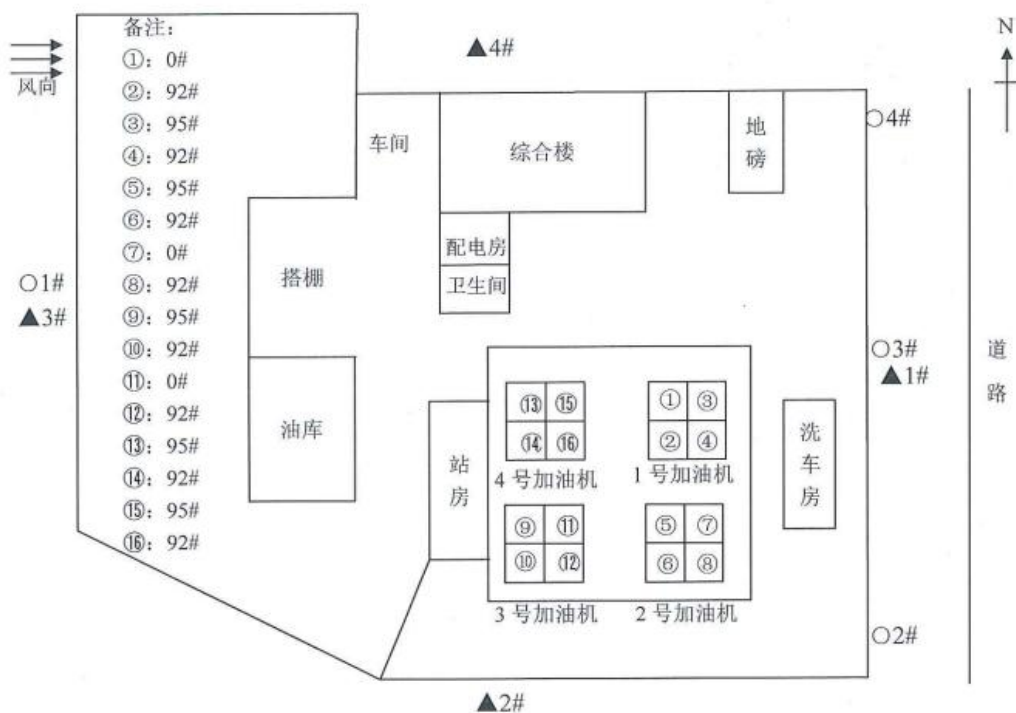 备注：
①：0#
②：92#
③：95#
④：92#
⑤：95#
⑥：92#
⑦：0#
⑧：92#
⑨：95#
⑩：92#
⑪：0#
⑫：92#
⑬：95#
⑭：92#
⑮：95#
⑯：92#
风向
▲4#
N
○4#
车间
综合楼
地磅
配电房
卫生间
搭棚
○1#
▲3#
○3#
▲1#
道路
油库
站房
⑬ ⑮
⑭ ⑯
4号加油机
① ③
② ④
1号加油机
洗车房
⑨ ⑪
⑩ ⑫
3号加油机
⑤ ⑦
⑥ ⑧
2号加油机
○2#
▲2#